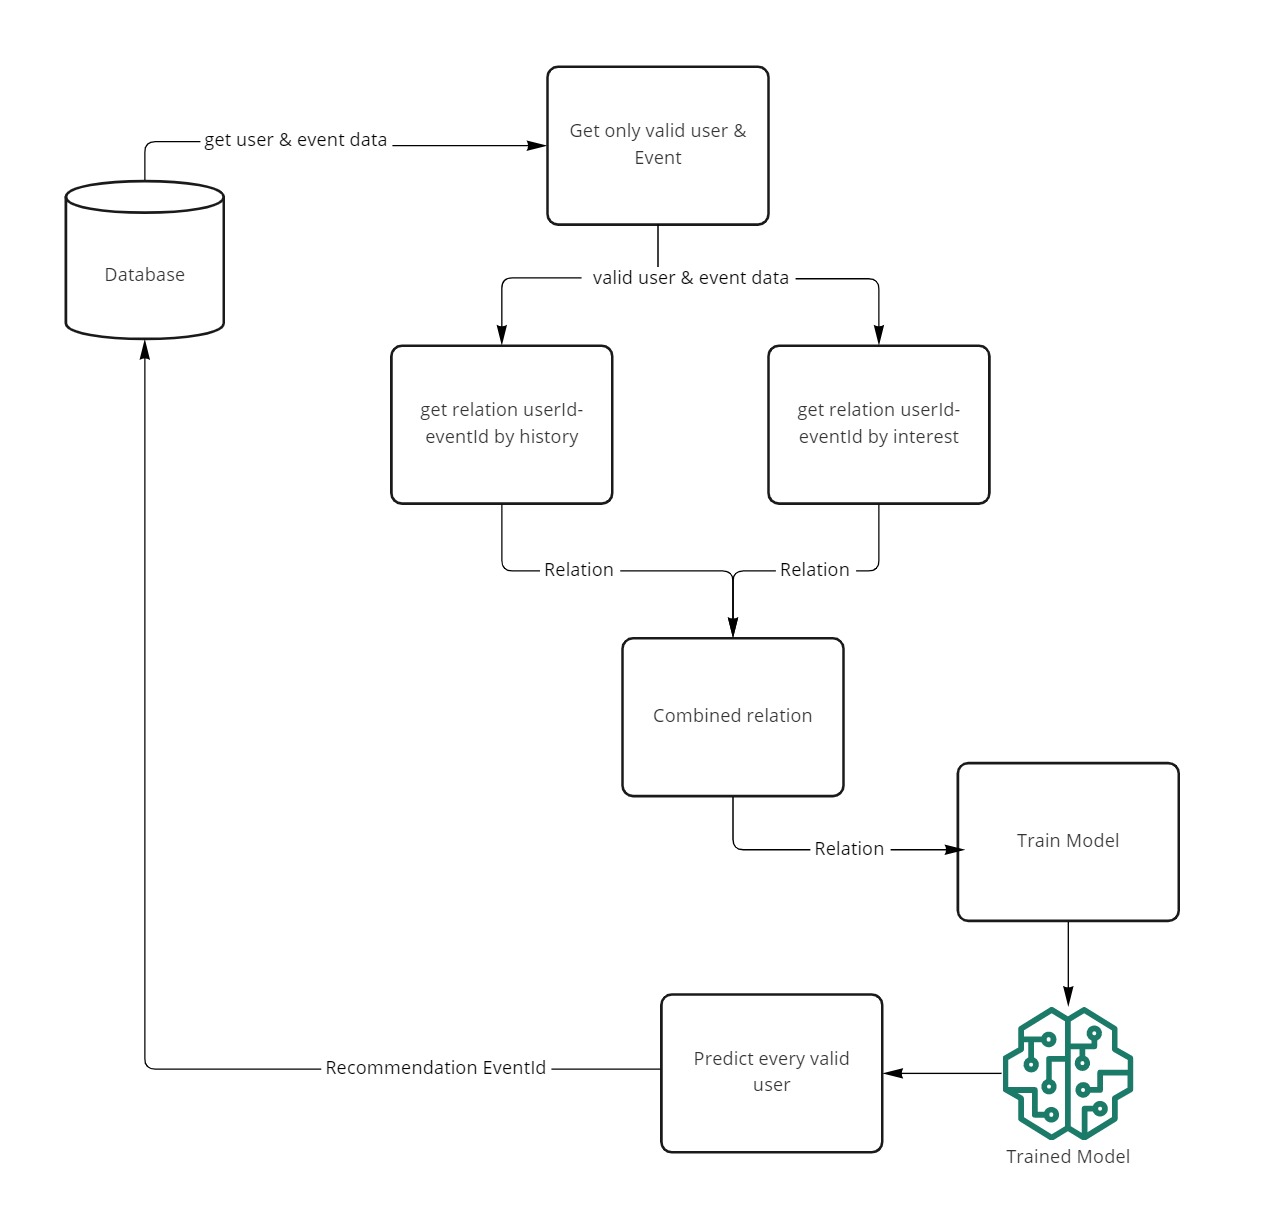 Get only valid user &
Event
get user & event data
Database
valid user & event data
get relation userId-
eventId by history
get relation userId-
eventId by interest
Relation
Relation
Combined relation
Train Model
Relation
Predict every valid
user
Recommendation EventId
Trained Model